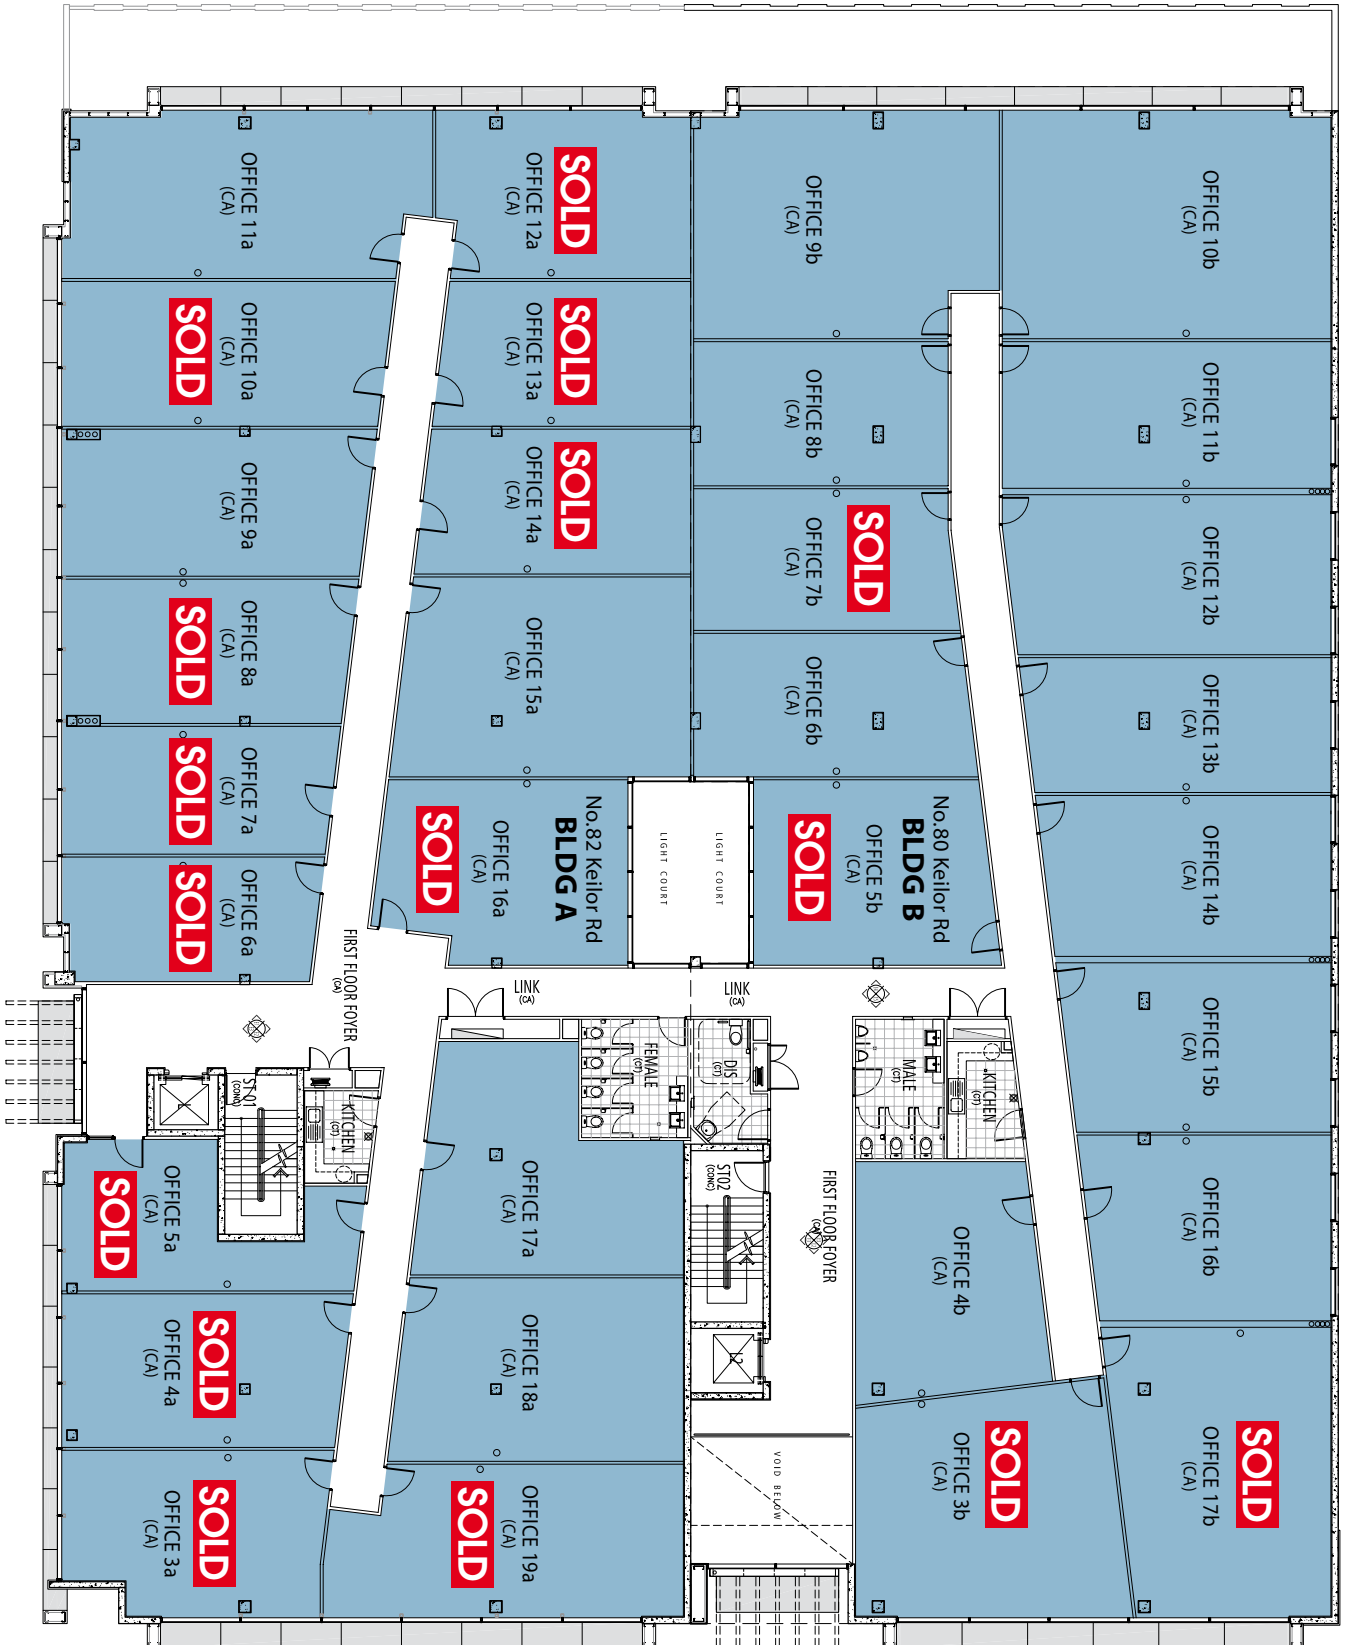 OFFICE 11a
(CA)
OFFICE 12a
(CA)
SOLD
OFFICE 9b
(CA)
OFFICE 10b
(CA)
OFFICE 10a
(CA)
SOLD
OFFICE 13a
(CA)
SOLD
OFFICE 8b
(CA)
OFFICE 11b
(CA)
OFFICE 9a
(CA)
OFFICE 14a
(CA)
SOLD
OFFICE 7b
(CA)
SOLD
OFFICE 12b
(CA)
OFFICE 8a
(CA)
SOLD
OFFICE 15a
(CA)
OFFICE 6b
(CA)
OFFICE 13b
(CA)
OFFICE 7a
(CA)
SOLD
No.82 Keilor Rd
BLDG A
OFFICE 16a
(CA)
SOLD
LIGHT COURT
LIGHT COURT
No.80 Keilor Rd
BLDG B
OFFICE 5b
(CA)
SOLD
OFFICE 14b
(CA)
OFFICE 6a
(CA)
SOLD
FIRST FLOOR FOYER
(CA)
LINK
(CA)
LINK
(CA)
OFFICE 15b
(CA)
ST01
(CONC)
KITCHEN
(CT)
FEMALE
(CT)
DIS
(CT)
MALE
(CT)
KITCHEN
(CT)
OFFICE 5a
(CA)
SOLD
OFFICE 17a
(CA)
ST02
(CONC)
FIRST FLOOR FOYER
(CA)
OFFICE 4b
(CA)
OFFICE 16b
(CA)
OFFICE 4a
(CA)
SOLD
OFFICE 18a
(CA)
L2
OFFICE 3a
(CA)
SOLD
OFFICE 19a
(CA)
SOLD
VOID BELOW
OFFICE 3b
(CA)
SOLD
OFFICE 17b
(CA)
SOLD